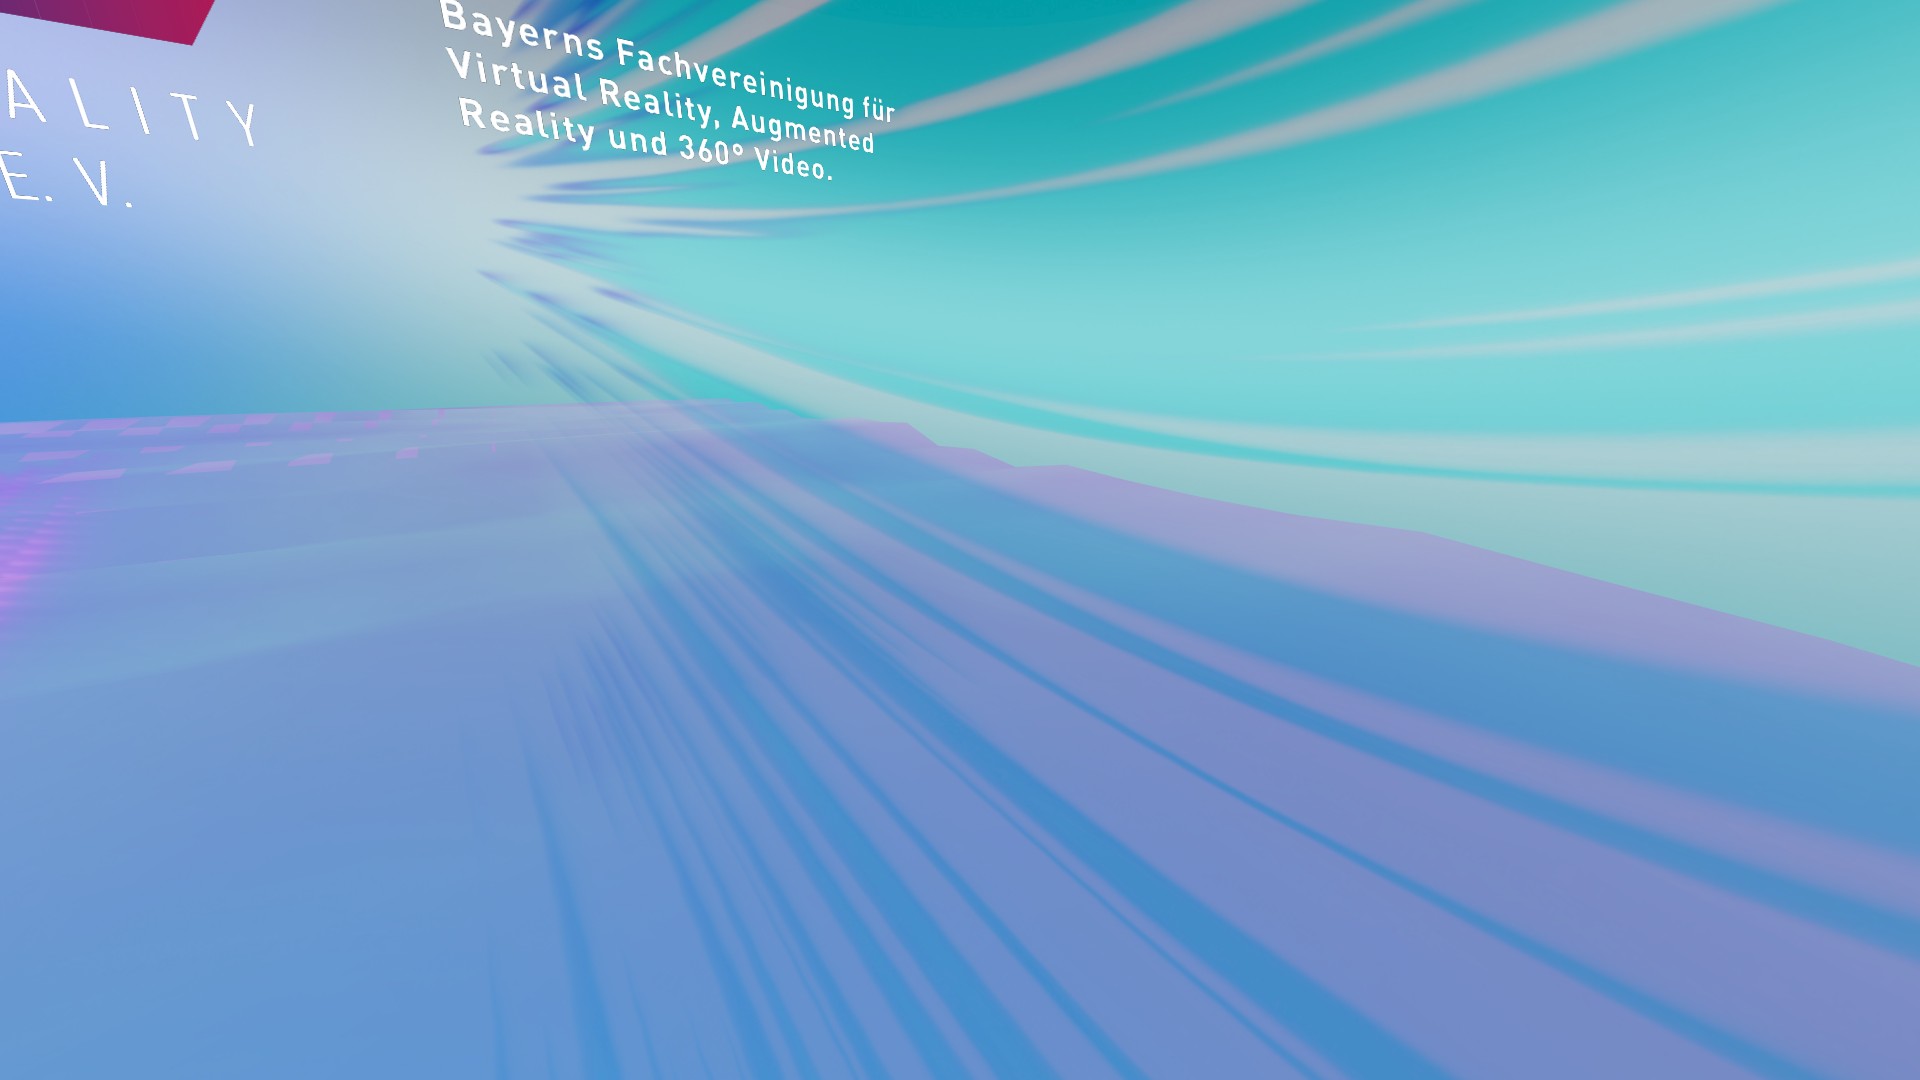 ALITY
E. V.
Bayerns Fachvereinigung für
Virtual Reality, Augmented
Reality und 360° Video.